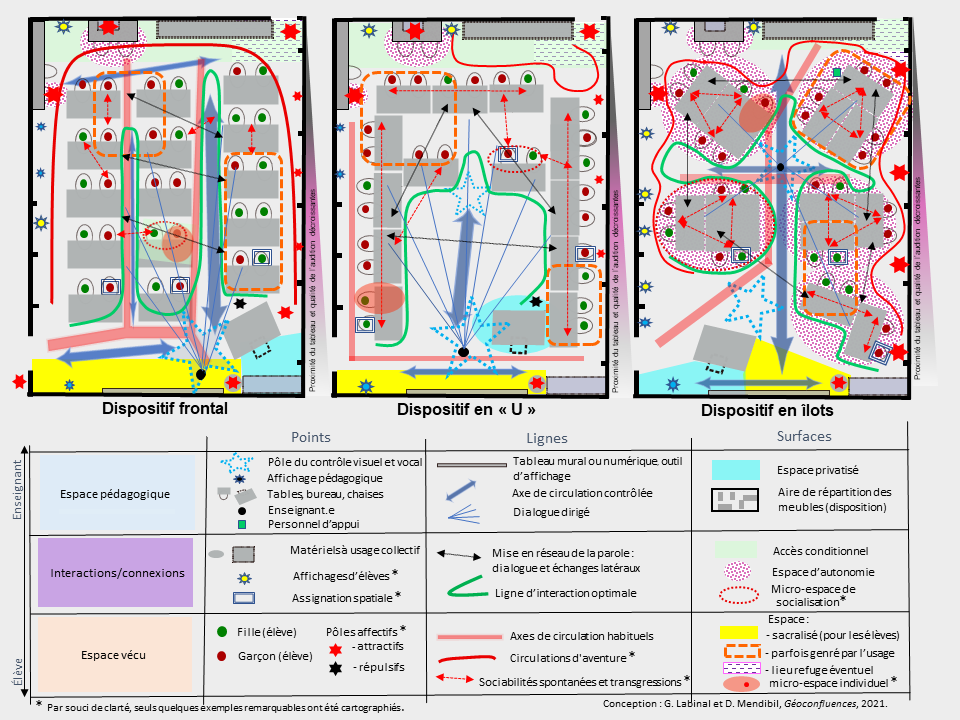 Proximité du tableau et qualité de l'audition décroissantes
Proximité du tableau et qualité de l'audition décroissantes
Proximité du tableau et qualité de l'audition décroissantes
Dispositif frontal
Dispositif en « U »
Dispositif en ilots
Points
Lignes
Surfaces
Enseignant
Élève
Espace pédagogique
Pôle du contrôle visuel et vocal
Affichage pédagogique
Tables, bureau, chaises
Enseignant.e
Personnel d'appui
Tableau mural ou numérique, outil
d'affichage
Axe de circulation contrôlée
Dialogue dirigé
Espace privatisé
Aire de répartition des
meubles (disposition)
Interactions/connexions
Matériels à usage collectif
Affichages d'élèves *
Assignation spatiale *
Mise en réseau de la parole :
dialogue et échanges latéraux
Ligne d'interaction optimale
Accès conditionnel
Espace d'autonomie
Micro-espace de
socialisation*
Espace vécu
Fille (élève)
Garçon (élève)
Pôles affectifs *
- attractifs
- répulsifs
Axes de circulation habituels
Circulations d'aventure *
Sociabilités spontanées et transgressions *
Espace :
- sacralisé (pour les élèves)
- parfois genré par l'usage
- lieu refuge éventuel
micro-espace individuel *
* Par souci de clarté, seuls quelques exemples remarquables ont été cartographiés.
Conception : G. Labinal et D. Mendibil, Géoconfluences, 2021.